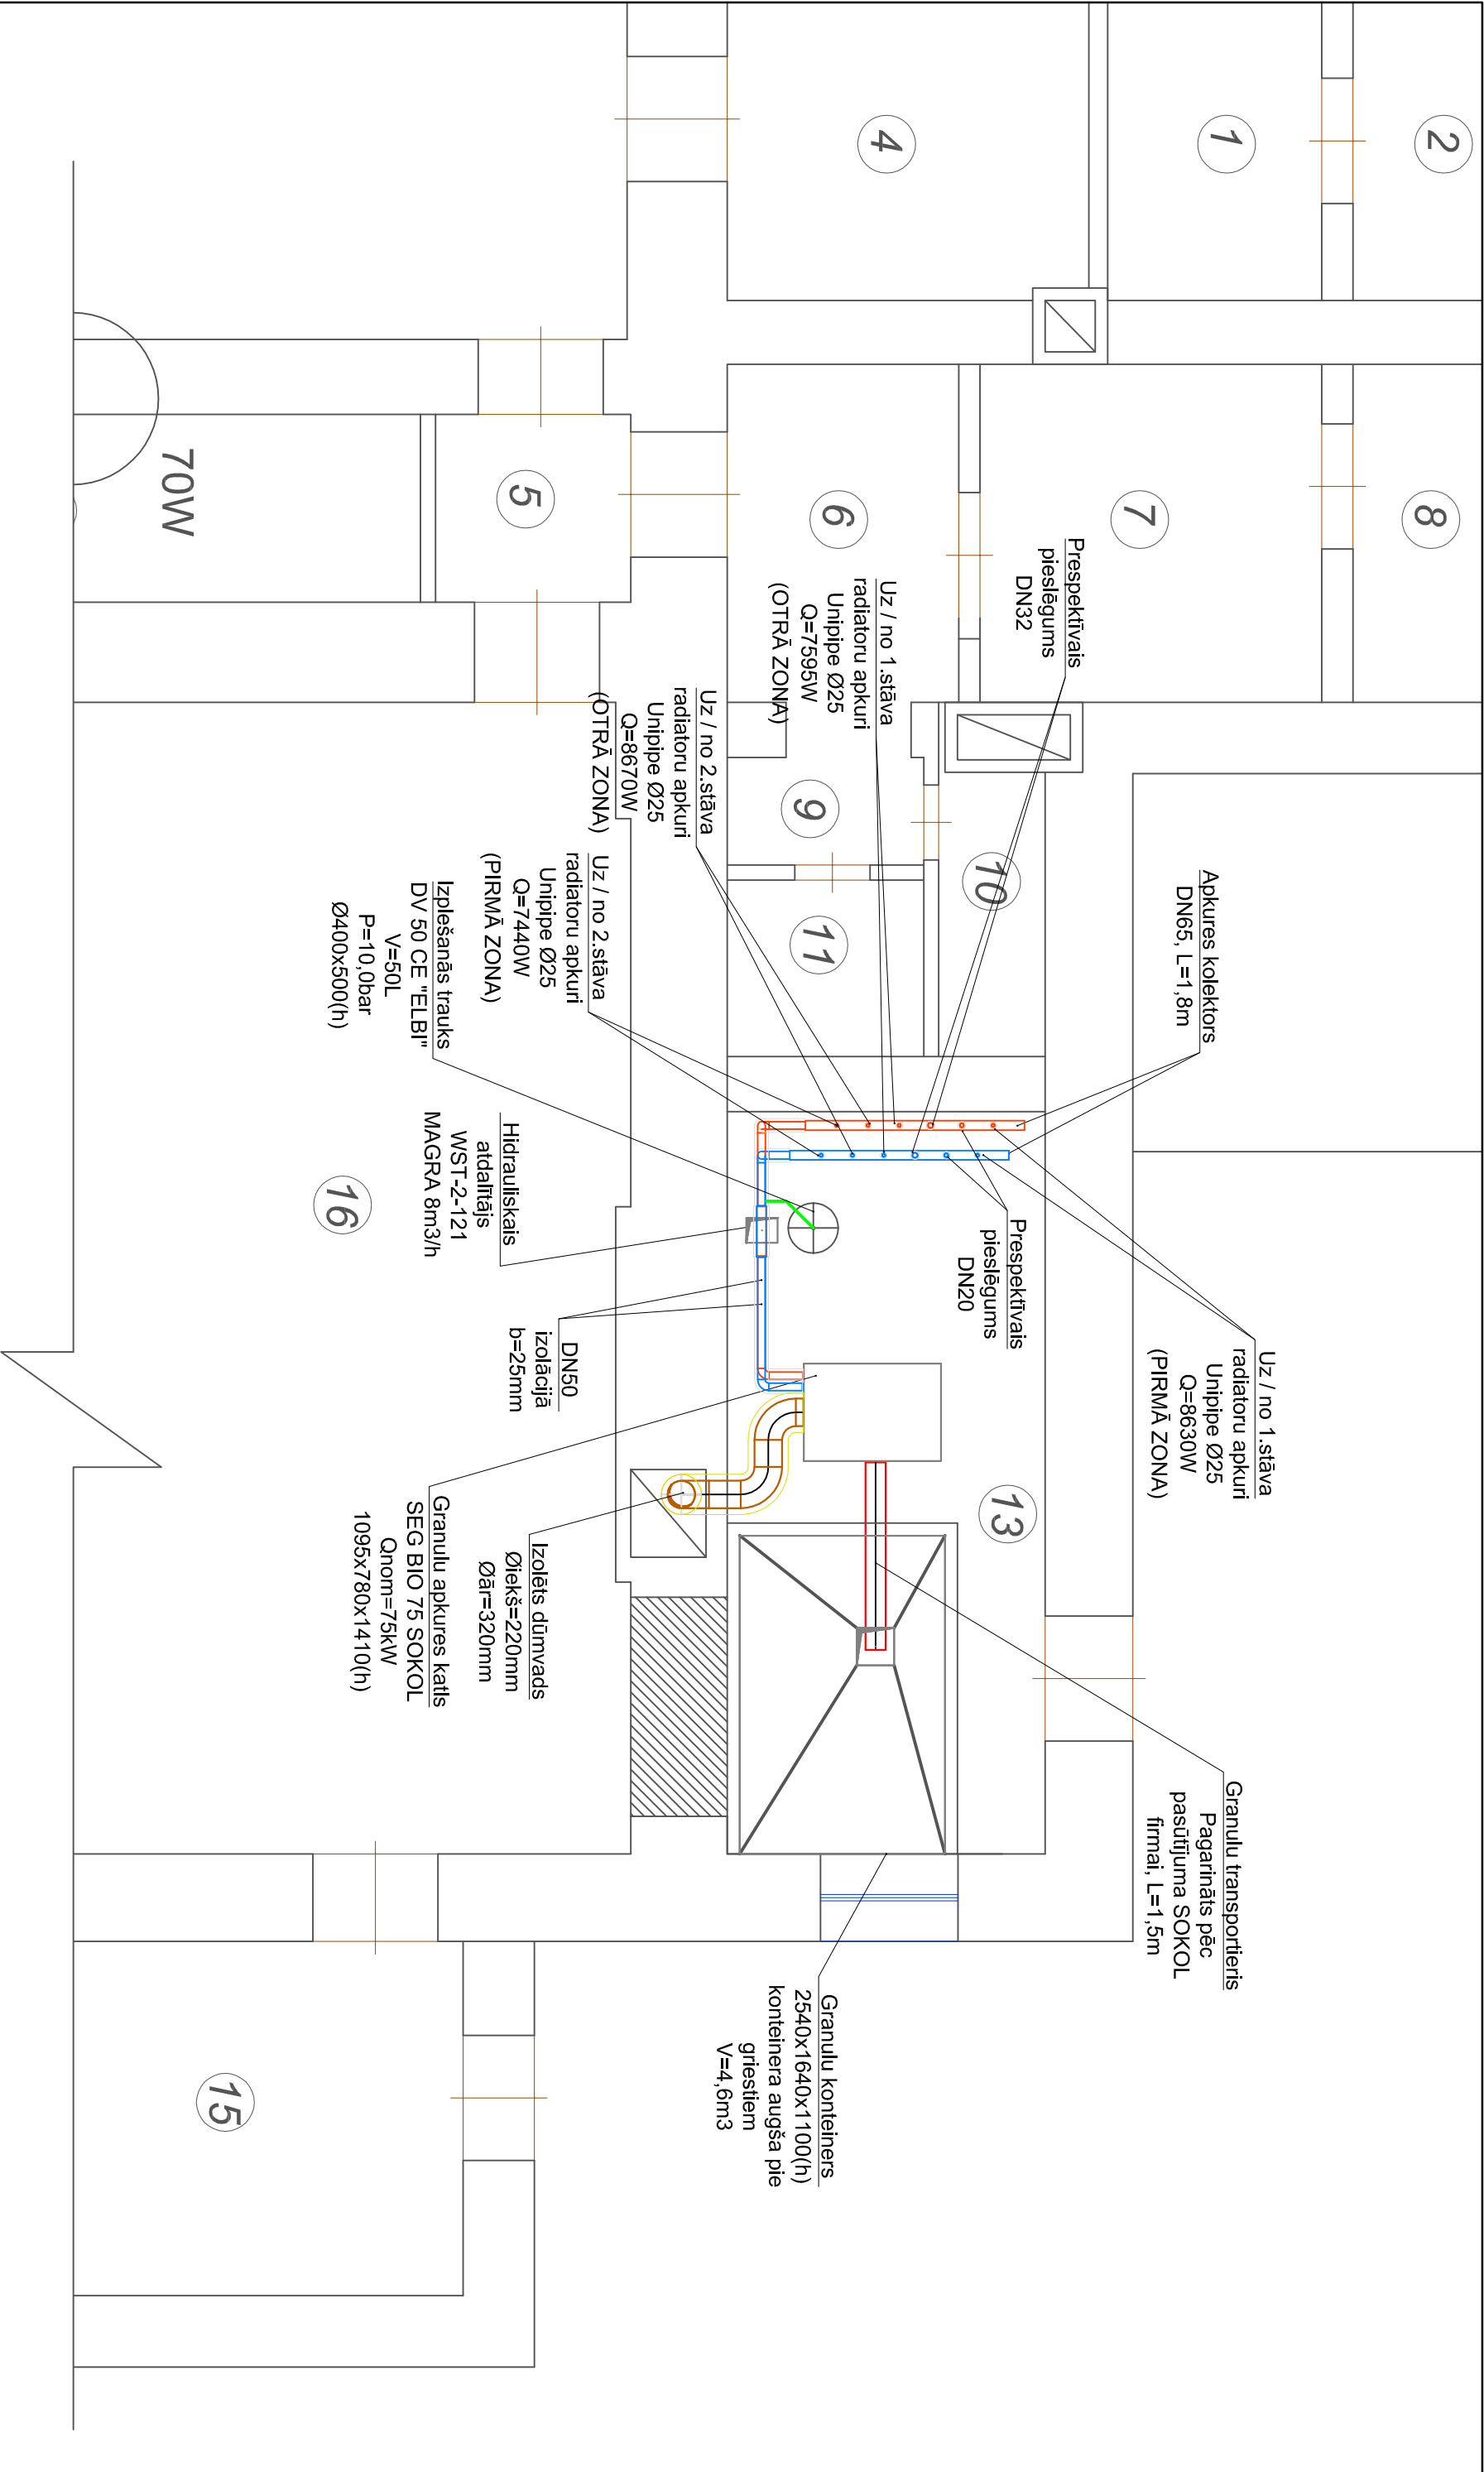 2
8
1
7
4
6
5
70W
Prespektīvais
pieslēgums
DN32
Uz / no 1.stāva
radiatoru apkuri
Unipipe Ø25
Q=7595W
(OTRĀ ZONA)
Uz / no 2.stāva
radiatoru apkuri
Unipipe Ø25
Q=8670W
(OTRĀ ZONA)
9
10
11
Uz / no 2.stāva
radiatoru apkuri
Unipipe Ø25
Q=7440W
(PIRMĀ ZONA)
Izplešanās trauks
DV 50 CE "ELBI"
V=50L
P=10,0bar
Ø400x500(h)
Apkures kolektors
DN65, L=1,8m
Hidrauliskais
atdalītājs
WST-2-121
MAGRA 8m3/h
16
Prespektīvais
pieslēgums
DN20
DN50
izolācijā
b=25mm
Uz / no 1.stāva
radiatoru apkuri
Unipipe Ø25
Q=8630W
(PIRMĀ ZONA)
13
Izolēts dūmvads
Øiekš=220mm
Øār=320mm
Granulu apkures katls
SEG BIO 75 SOKOL
Qnom=75kW
1095x780x1410(h)
Granulu transportieris
Pagarināts pēc
pasūtījuma SOKOL
firmai, L=1,5m
Granulu konteiners
2540x1640x1100(h)
konteinera augša pie
griestiem
V=4,6m3
15